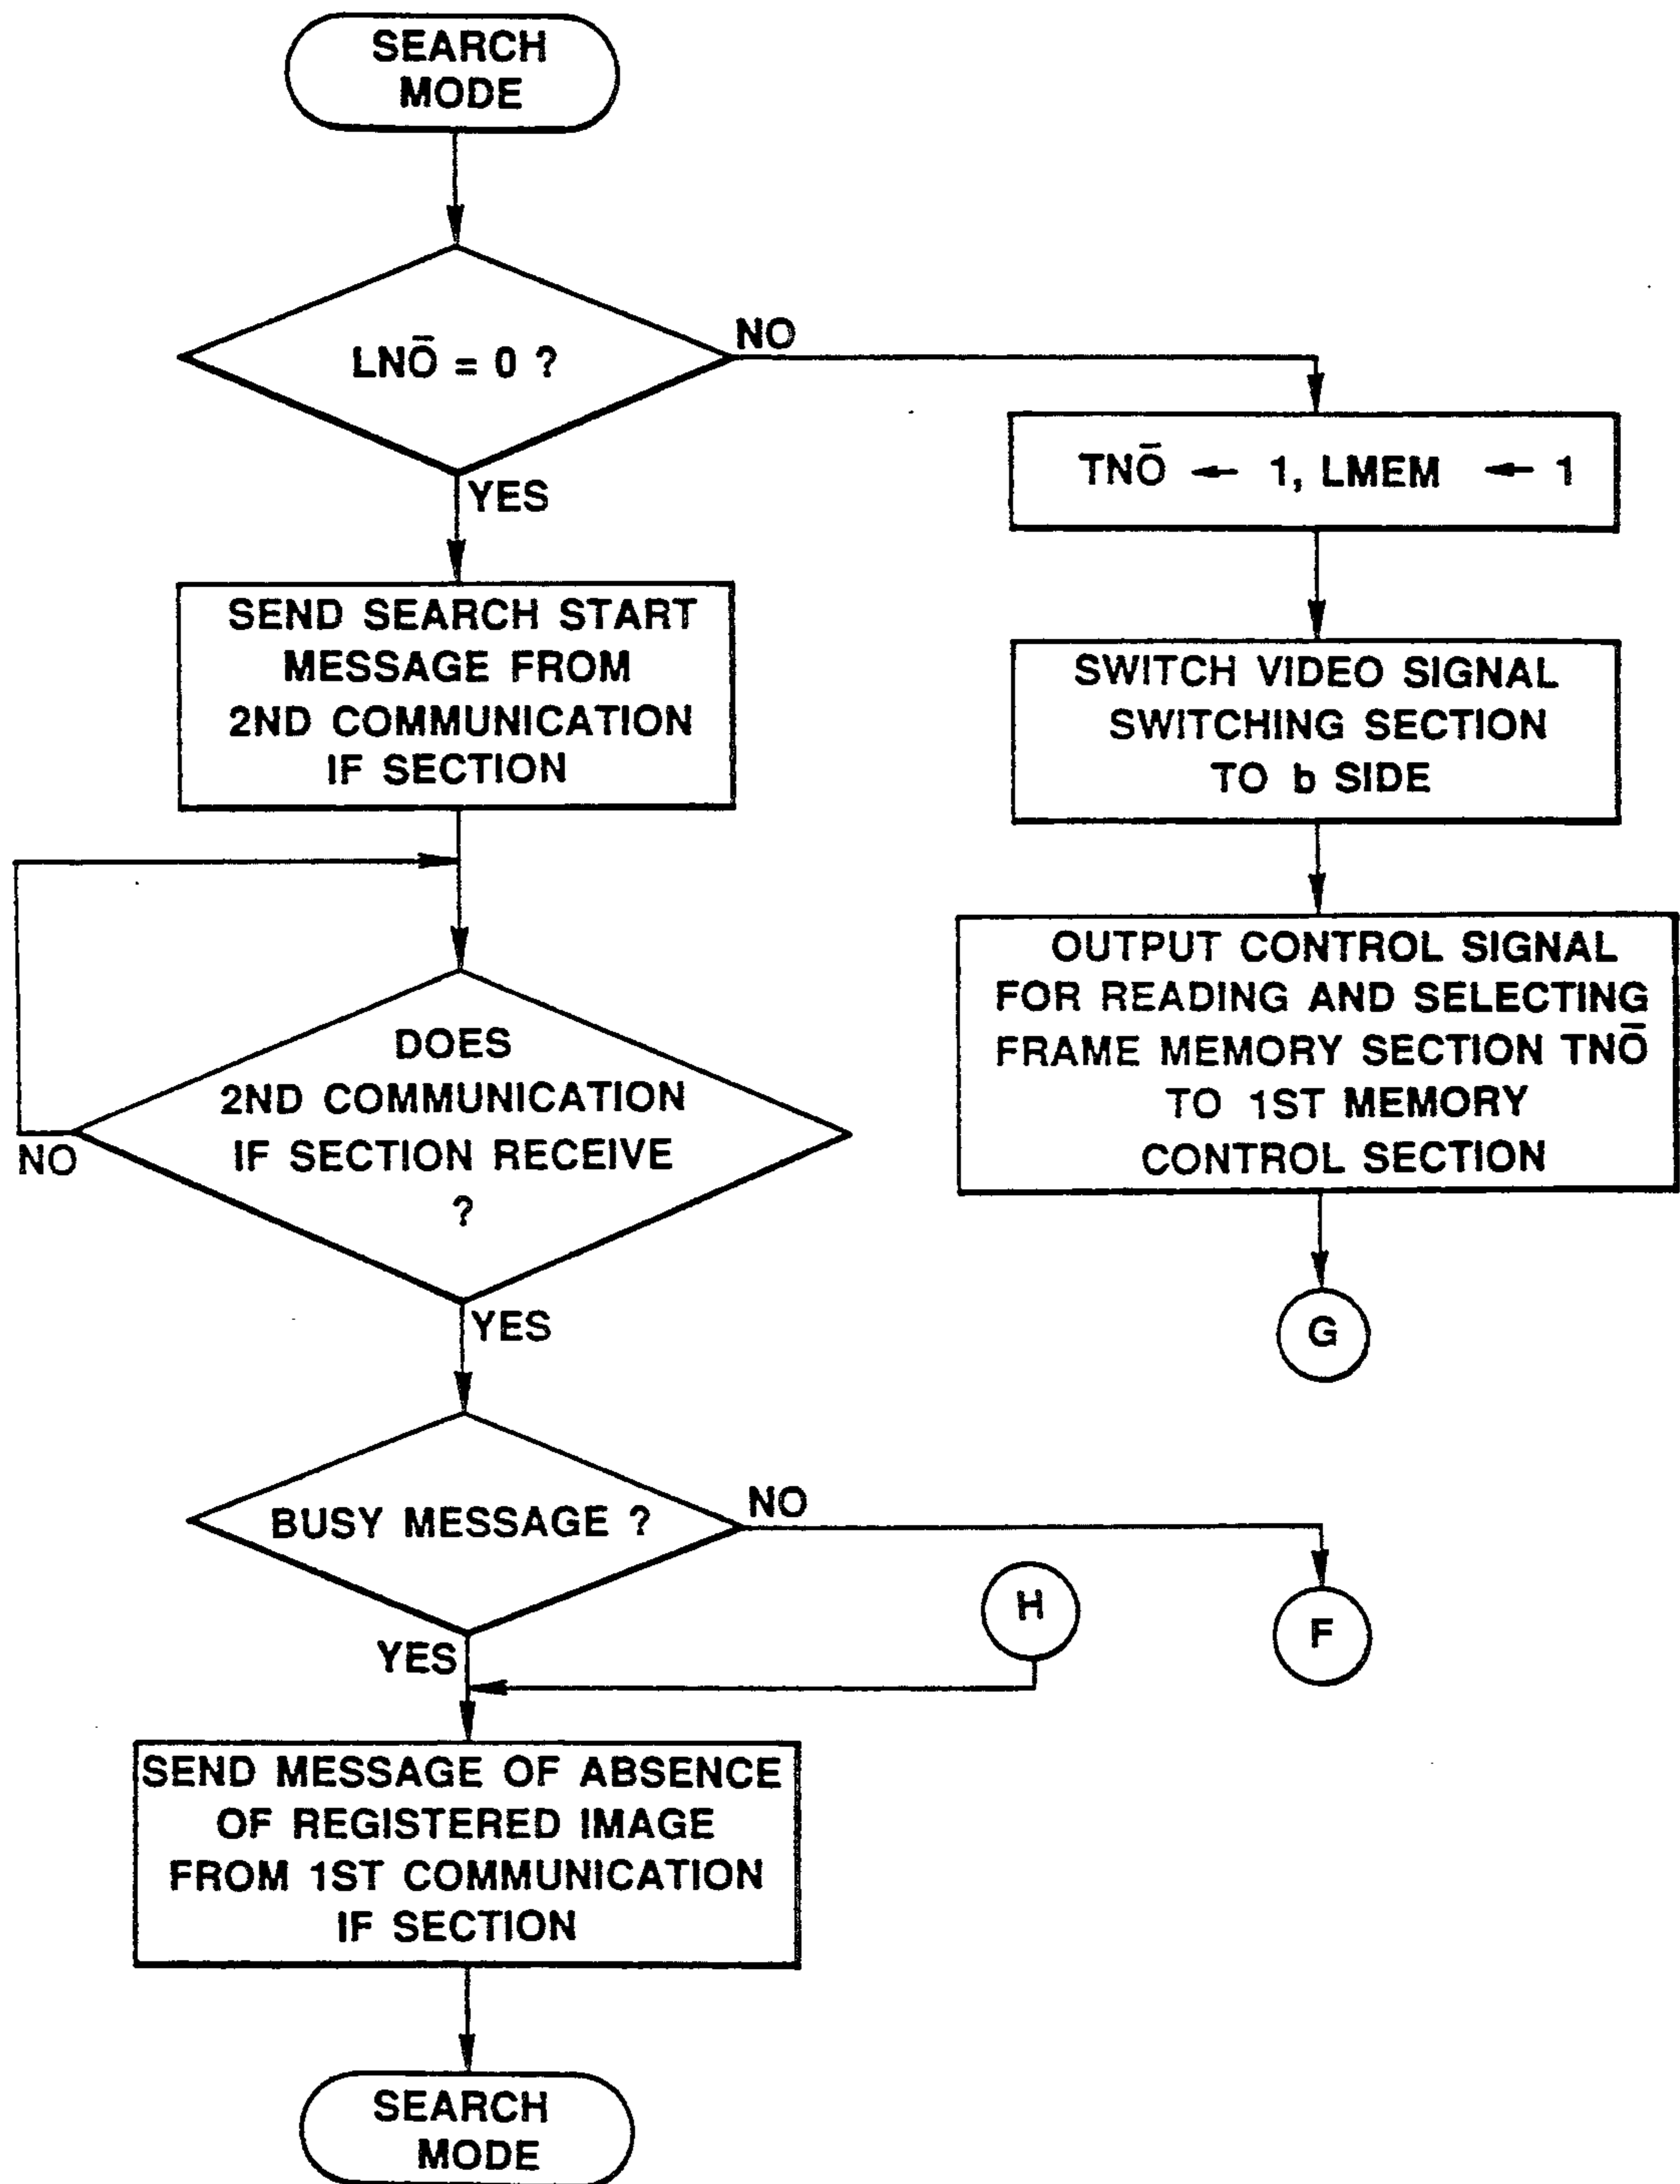 SEARCH
MODE
LNŌ = 0 ?
NO
YES
TNŌ ← 1, LMEM ← 1
SEND SEARCH START
MESSAGE FROM
2ND COMMUNICATION
IF SECTION
SWITCH VIDEO SIGNAL
SWITCHING SECTION
TO b SIDE
OUTPUT CONTROL SIGNAL
FOR READING AND SELECTING
FRAME MEMORY SECTION TNŌ
TO 1ST MEMORY
CONTROL SECTION
G
DOES
2ND COMMUNICATION
IF SECTION RECEIVE
?
NO
YES
BUSY MESSAGE ?
NO
H
F
YES
SEND MESSAGE OF ABSENCE
OF REGISTERED IMAGE
FROM 1ST COMMUNICATION
IF SECTION
SEARCH
MODE